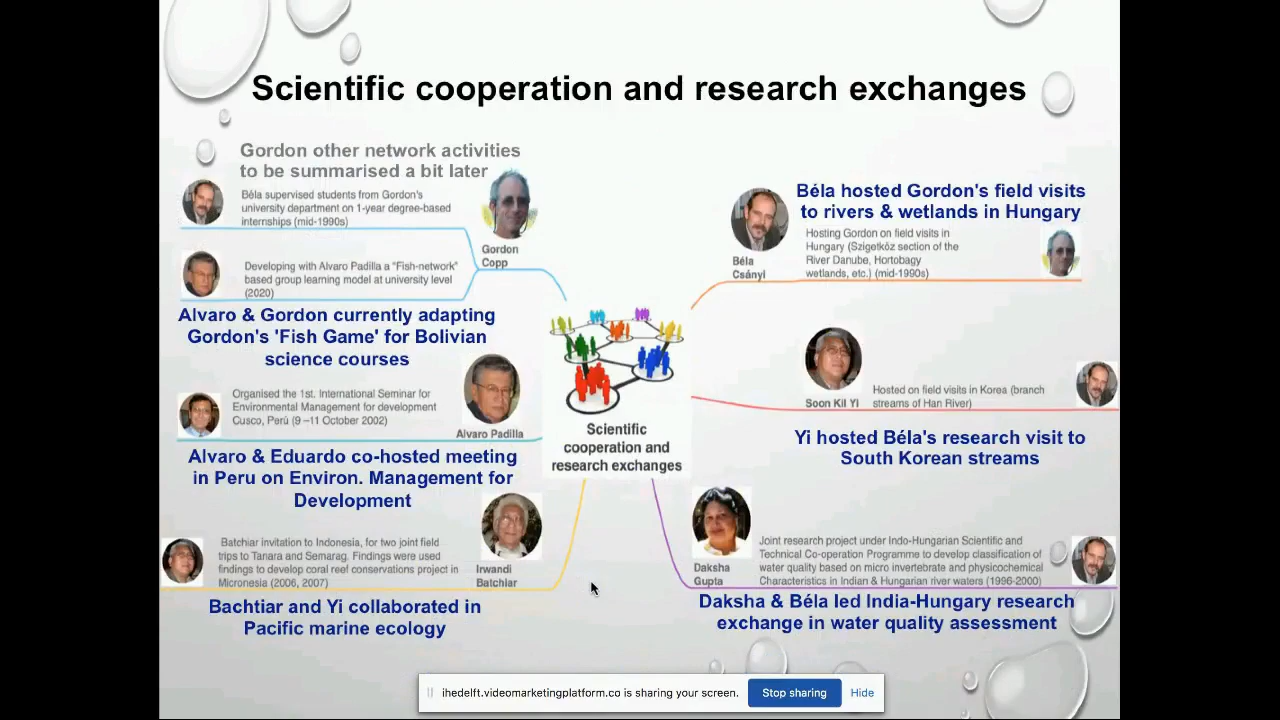 Scientific cooperation and research exchanges
Gordon other network activities
to be summarised a bit later
Béla supervised students from Gordon's
university department on 1-year degree-based
internships (mid-1990s)
Gordon
Copp
Developing with Alvaro Padilla a "Fish-network"
based group learning model at university level
(2020)
Alvaro & Gordon currently adapting
Gordon's 'Fish Game' for Bolivian
science courses
Organised the 1st. International Seminar for
Environmental Management for development
Cusco, Perú (9 –11 October 2002)
Alvaro Padilla
Alvaro & Eduardo co-hosted meeting
in Peru on Environ. Management for
Development
Batchiar invitation to Indonesia, for two joint field
trips to Tanara and Semarag. Findings were used
findings to develop coral reef conservations project in
Micronesia (2006, 2007)
Irwandi
Batchiar
Bachtiar and Yi collaborated in
Pacific marine ecology
Scientific
cooperation and
research exchanges
Béla hosted Gordon's field visits
to rivers & wetlands in Hungary
Hosting Gordon on field visits in
Hungary (Szigetköz section of the
River Danube, Hortobagy
wetlands, etc.) (mid-1990s)
Béla
Csányi
Soon Kil Yi
Hosted on field visits in Korea (branch
streams of Han River)
Yi hosted Béla's research visit to
South Korean streams
Daksha
Gupta
Joint research project under Indo-Hungarian Scientific and
Technical Co-operation Programme to develop classification of
water quality based on micro invertebrate and physicochemical
Characteristics in Indian & Hungarian river waters (1996-2000)
Daksha & Béla led India-Hungary research
exchange in water quality assessment
ihedelft.videomarketingplatform.co is sharing your screen.
Stop sharing
Hide